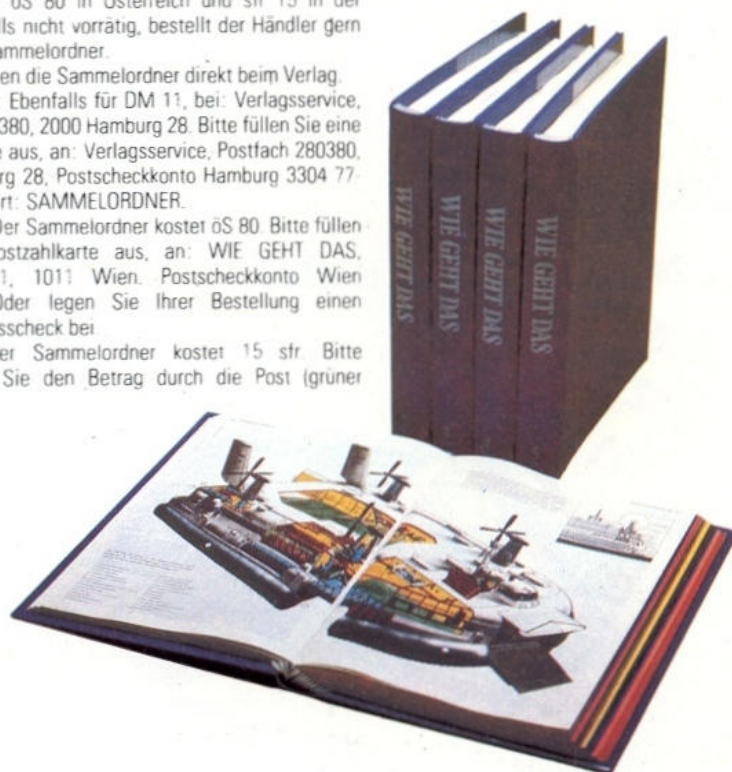 öS 80 in Österreich und sfr 15 in der
lls nicht vorrätig, bestellt der Händler gern
ammelordner.
en die Sammelordner direkt beim Verlag.
: Ebenfalls für DM 11, bei: Verlagsservice,
380, 2000 Hamburg 28. Bitte füllen Sie eine
e aus, an: Verlagsservice, Postfach 280380,
rg 28, Postscheckkonto Hamburg 3304 77-
rt: SAMMELORDNER.
Der Sammelordner kostet öS 80. Bitte füllen
ostzahlkarte aus, an: WIE GEHT DAS,
1, 1011 Wien. Postscheckkonto Wien
Oder legen Sie Ihrer Bestellung einen
sscheck bei
er Sammelordner kostet 15 sfr. Bitte
Sie den Betrag durch die Post (grüner
WIE GEHT DAS
WIE GEHT DAS
WIE GEHT DAS
WIE GEHT DAS